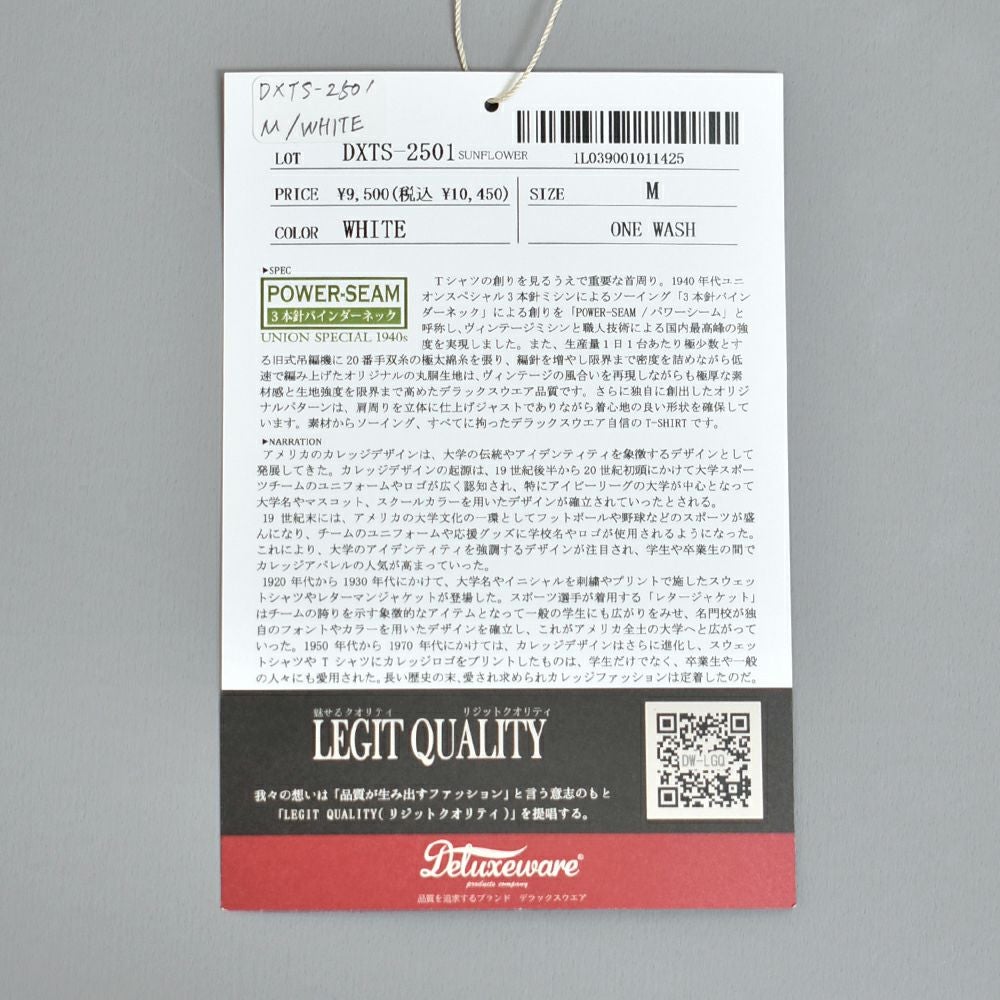 DXTS-2501
M/WHITE
LOT DXTS-2501 SUNFLOWER 1L039001011425
PRICE ¥9,500(税込 ¥10,450) SIZE M
COLOR WHITE ONE WASH
▶SPEC
POWER-SEAM
3本針バインダーネック
UNION SPECIAL 1940s
Tシャツの創りを見るうえで重要な首周り。1940 年代ユニ
オンスペシャル3本針ミシンによるソーイング「3本針バイン
ダーネック」による創りを「POWER-SEAM / パワーシーム」と
呼称し、ヴィンテージミシンと職人技術による国内最高峰の強
度を実現しました。また、生産量1日1台あたり極少数とす
る旧式吊編機に20番手双糸の極太綿糸を張り、編針を増やし限界まで密度を詰めながら低
速で編み上げたオリジナルの丸胴生地は、ヴィンテージの風合いを再現しながらも極厚な素
材感と生地強度を限界まで高めたデラックスウエア品質です。さらに独自に創出したオリジ
ナルパターンは、肩周りを立体に仕上げジャストでありながら着心地の良い形状を確保して
います。素材からソーイング、すべてに拘ったデラックスウエア自信のT-SHIRTです。
▶NARRATION
アメリカのカレッジデザインは、大学の伝統やアイデンティティを象徴するデザインとして
発展してきた。カレッジデザインの起源は、19世紀後半から20世紀初頭にかけて大学スポー
ツチームのユニフォームやロゴが広く認知され、特にアイビーリーグの大学が中心となって
大学名やマスコット、スクールカラーを用いたデザインが確立されていったとされる。
19 世紀末には、アメリカの大学文化の一環としてフットボールや野球などのスポーツが盛
んになり、チームのユニフォームや応援グッズに学校名やロゴが使用されるようになった。
これにより、大学のアイデンティティを強調するデザインが注目され、学生や卒業生の間で
カレッジアパレルの人気が高まっていった。
1920 年代から 1930 年代にかけて、大学名やイニシャルを刺繍やプリントで施したスウェッ
トシャツやレターマンジャケットが登場した。スポーツ選手が着用する「レタージャケット」
はチームの誇りを示す象徴的なアイテムとなって一般の学生にも広がりをみせ、名門校が独
自のフォントやカラーを用いたデザインを確立し、これがアメリカ全土の大学へと広がって
いった。1950 年代から 1970 年代にかけては、カレッジデザインはさらに進化し、スウェッ
トシャツや T シャツにカレッジロゴをプリントしたものは、学生だけでなく、卒業生や一般
の人々にも愛用された。長い歴史の末、愛され求められカレッジファッションは定着したのだ。
魅せるクオリティ リジットクオリティ
LEGIT QUALITY
DW-LGQ
我々の想いは「品質が生み出すファッション」と言う意志のもと
「LEGIT QUALITY(リジットクオリティ)」を提唱する。
Deluxeware®
products company
品質を追求するブランド デラックスウエア